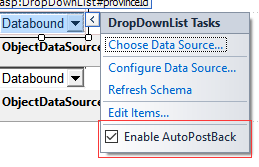 asp:DropDownList#provinceId
Databound
DropDownList Tasks
Choose Data Source...
ObjectDataSource
Configure Data Source...
Databound
Refresh Schema
ObjectDataSource
Edit Items...
Enable AutoPostBack